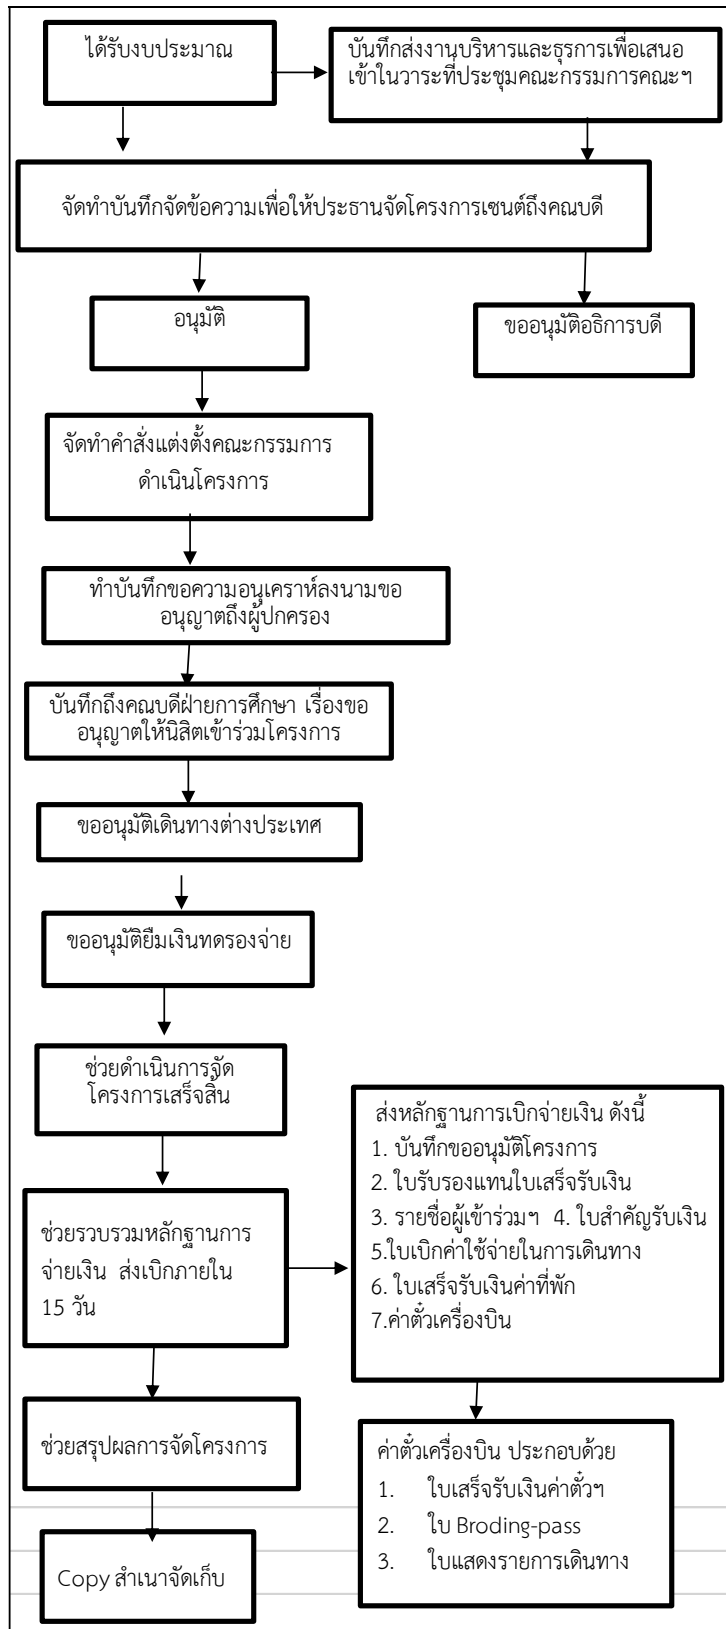 ได้รับงบประมาณ
บันทึกส่งงานบริหารและธุรการเพื่อเสนอ
เข้าในวาระที่ประชุมคณะกรรมการคณะฯ
จัดทำบันทึกจัดข้อความเพื่อให้ประธานจัดโครงการเซนต์ถึงคณบดี
อนุมัติ
ขออนุมัติอธิการบดี
จัดทำคำสั่งแต่งตั้งคณะกรรมการ
ดำเนินโครงการ
ทำบันทึกขอความอนุเคราห์ลงนามขอ
อนุญาตถึงผู้ปกครอง
บันทึกถึงคณบดีฝ่ายการศึกษา เรื่องขอ
อนุญาตให้นิสิตเข้าร่วมโครงการ
ขออนุมัติเดินทางต่างประเทศ
ขออนุมัติยืมเงินทดรองจ่าย
ช่วยดำเนินการจัด
โครงการเสร็จสิ้น
ช่วยรวบรวมหลักฐานการ
จ่ายเงิน ส่งเบิกภายใน
15 วัน
ส่งหลักฐานการเบิกจ่ายเงิน ดังนี้
1. บันทึกขออนุมัติโครงการ
2. ใบรับรองแทนใบเสร็จรับเงิน
3. รายชื่อผู้เข้าร่วมฯ 4. ใบสำคัญรับเงิน
5.ใบเบิกค่าใช้จ่ายในการเดินทาง
6. ใบเสร็จรับเงินค่าที่พัก
7.ค่าตั๋วเครื่องบิน
ช่วยสรุปผลการจัดโครงการ
ค่าตั๋วเครื่องบิน ประกอบด้วย
1. ใบเสร็จรับเงินค่าตั๋วฯ
2. ใบ Broding-pass
3. ใบแสดงรายการเดินทาง
Copy สำเนาจัดเก็บ